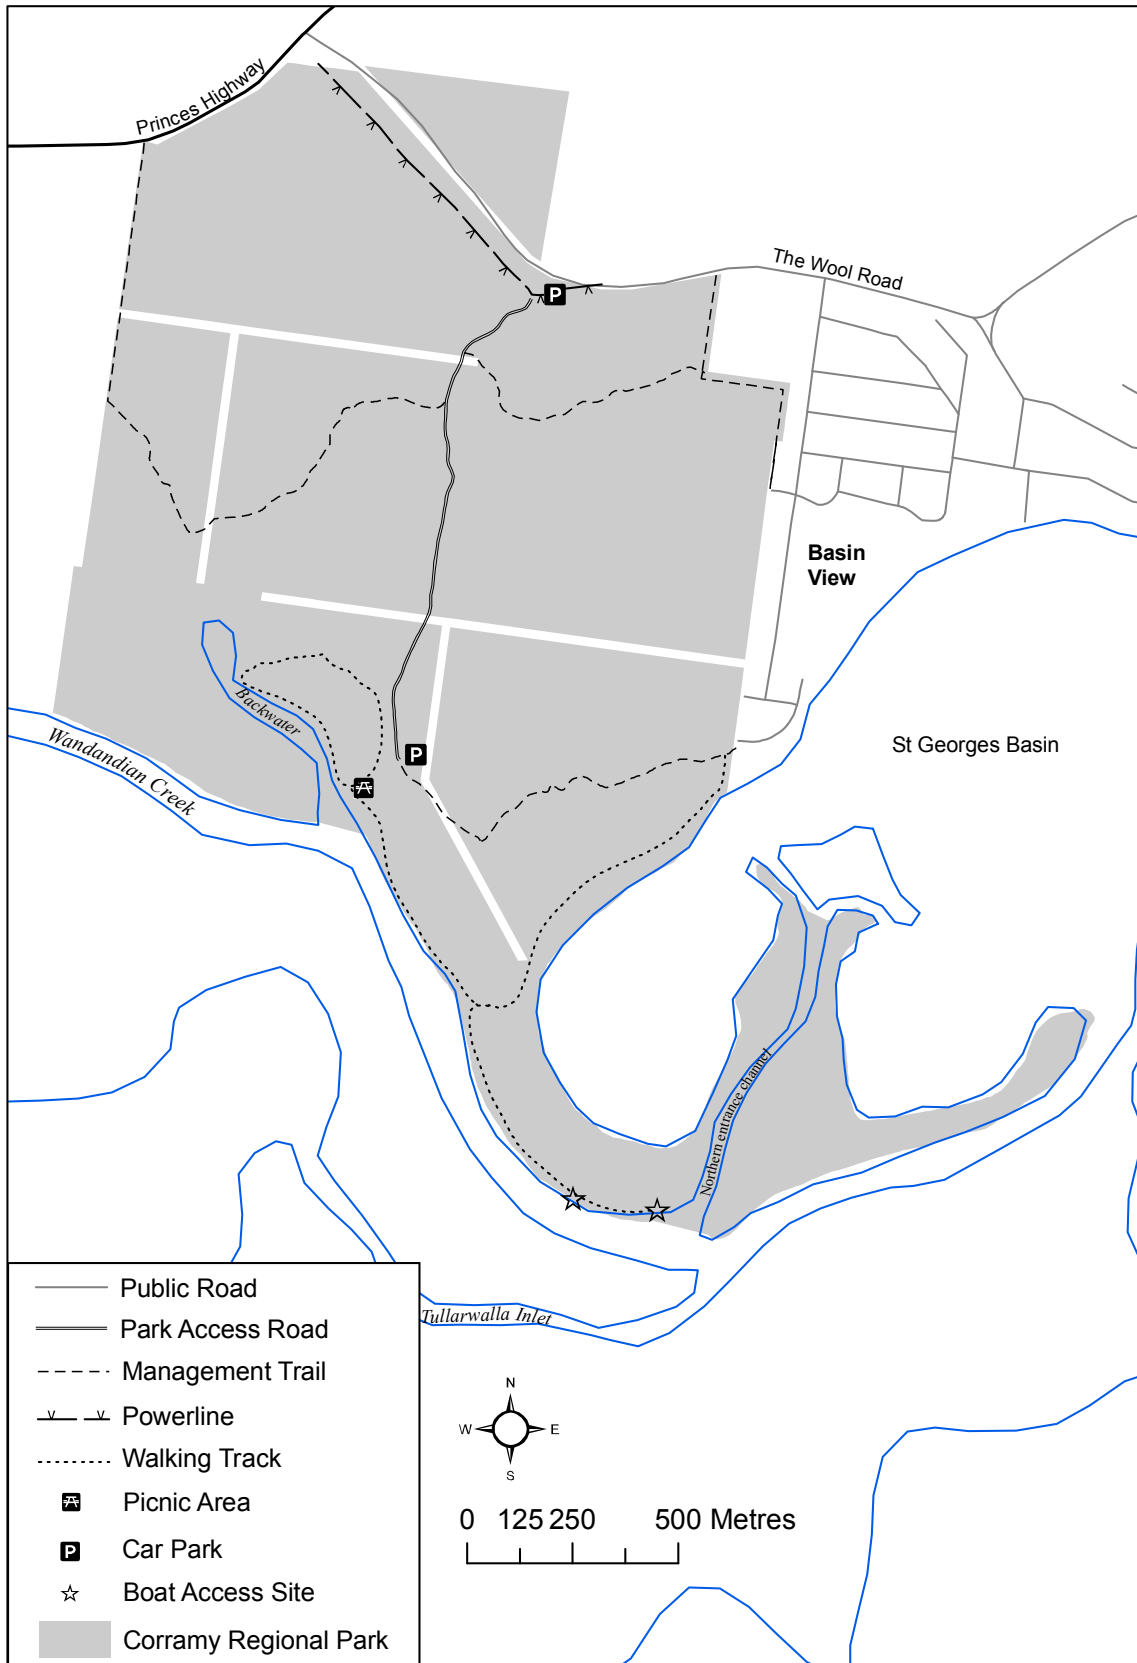 Princes Highway
The Wool Road
P
Basin
View
Backwater
Wandandian Creek
P
St Georges Basin
Northern entrance channel
Tullarwalla Inlet
Public Road
Park Access Road
Management Trail
Powerline
Walking Track
Picnic Area
P Car Park
Boat Access Site
Corramy Regional Park
N
W E
S
0 125 250 500 Metres